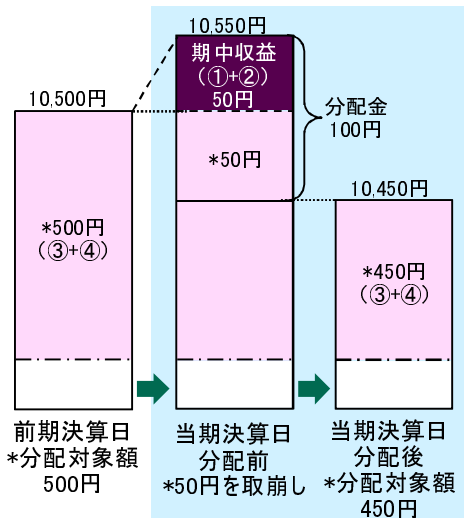 10,550円
期中収益
（①+②）
50円
10,500円
分配金
100円
*50円
10,450円
*500円
（③+④）
*450円
（③+④）
前期決算日
*分配対象額
500円
当期決算日
分配前
*50円を取崩し
当期決算日
分配後
*分配対象額
450円